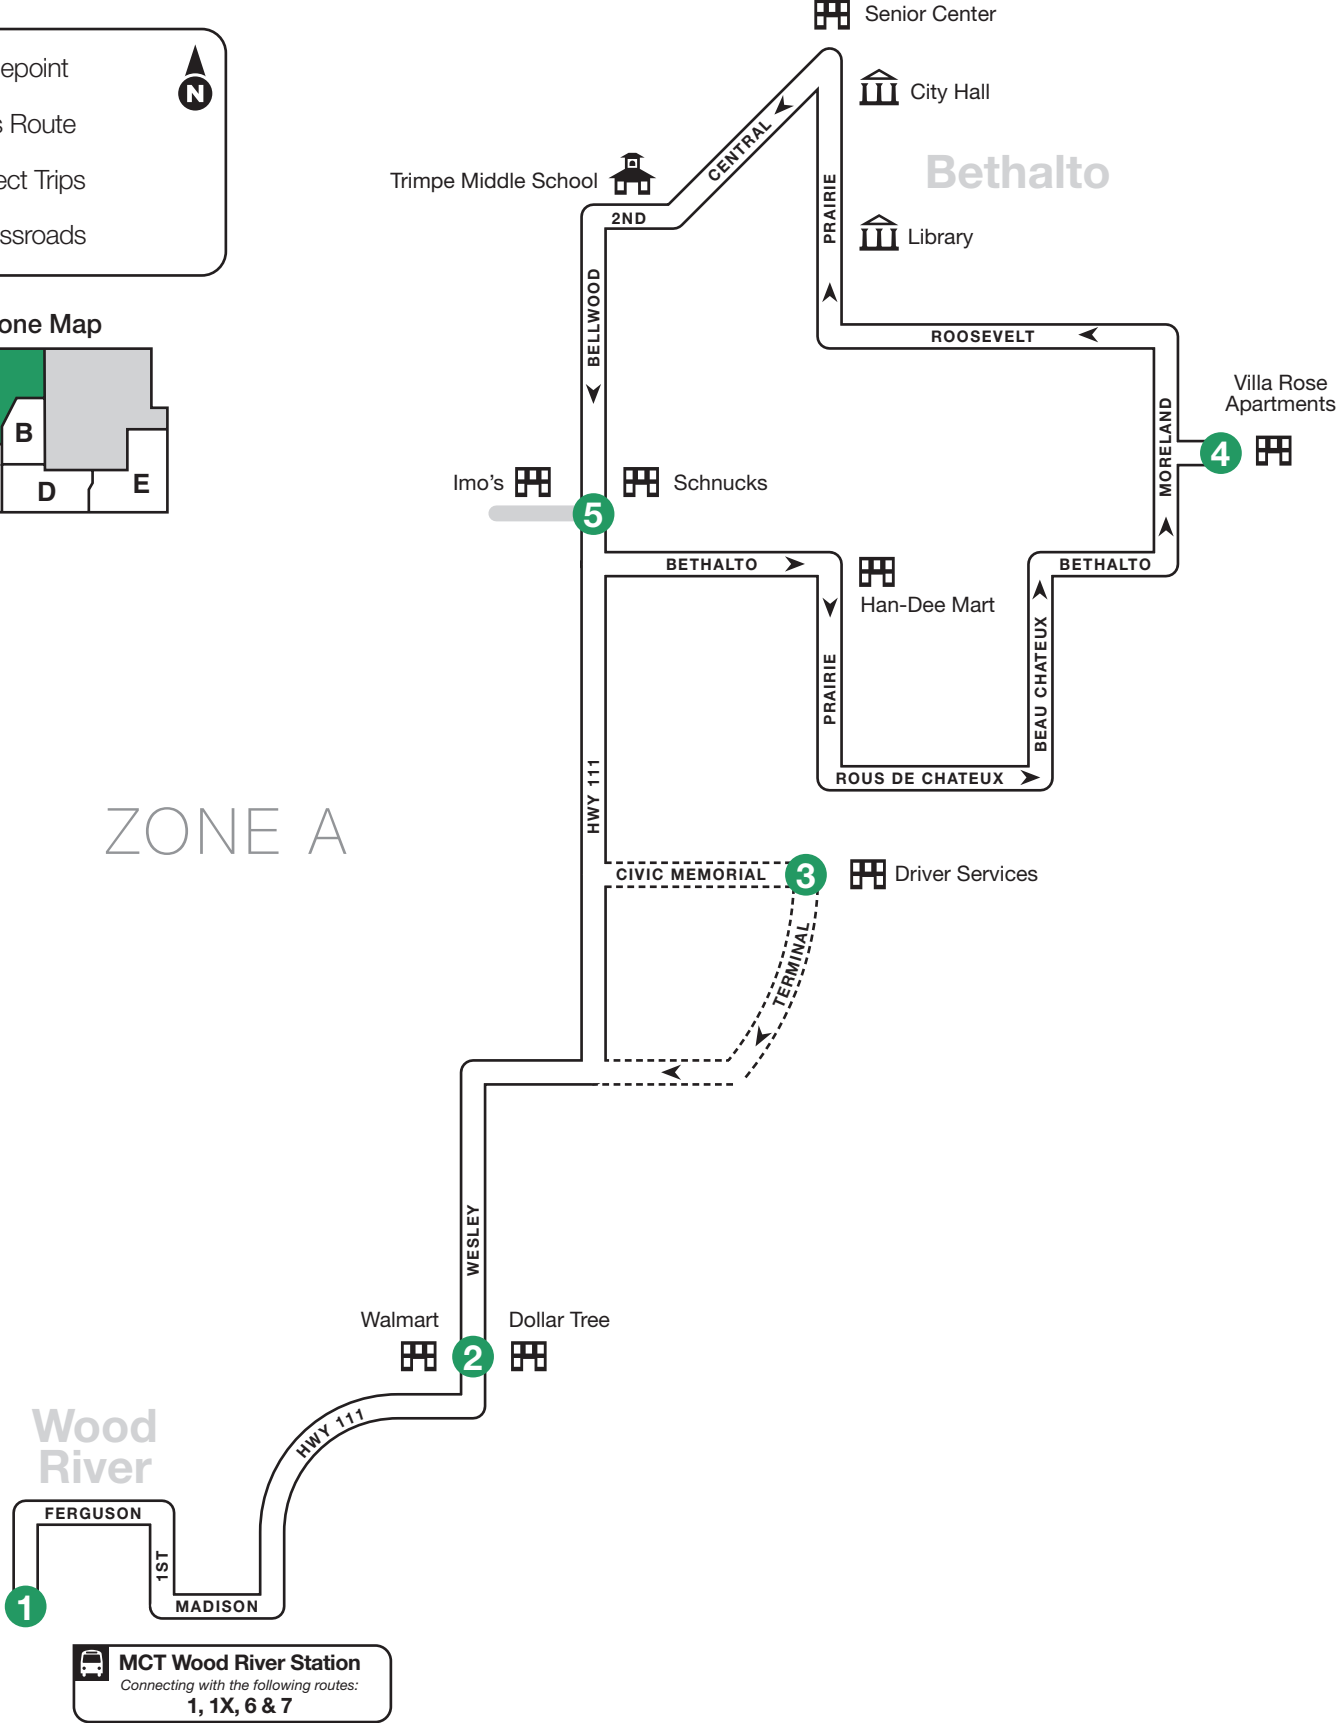 Senior Center
epoint
N
City Hall
s Route
CENTRAL
Bethalto
ect Trips
Trimpe Middle School
PRAIRIE
2ND
ssroads
Library
BELLWOOD
one Map
ROOSEVELT
Villa Rose
Apartments
B
MORELAND
4
D
E
Imo's
Schnucks
5
BETHALTO
BETHALTO
Han-Dee Mart
PRAIRIE
BEAU CHATEUX
ROUS DE CHATEUX
HWY 111
ZONE A
CIVIC MEMORIAL
3
Driver Services
TERMINAL
WESLEY
Walmart
Dollar Tree
2
HWY 111
Wood
River
FERGUSON
1ST
1
MADISON
MCT Wood River Station
Connecting with the following routes:
1, 1X, 6 & 7